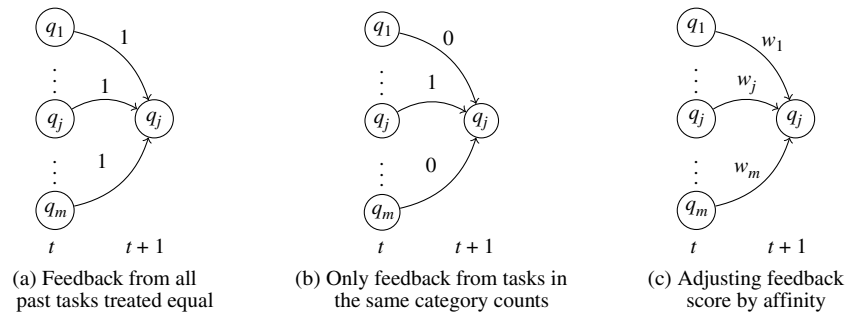 q1 1
⋮
qj 1 qj
⋮
1
qm
t t + 1
(a) Feedback from all
past tasks treated equal
q1 0
⋮
qj 1 qj
⋮
0
qm
t t + 1
(b) Only feedback from tasks in
the same category counts
q1 w1
⋮
qj wj qj
⋮
wm
qm
t t + 1
(c) Adjusting feedback
score by affinity